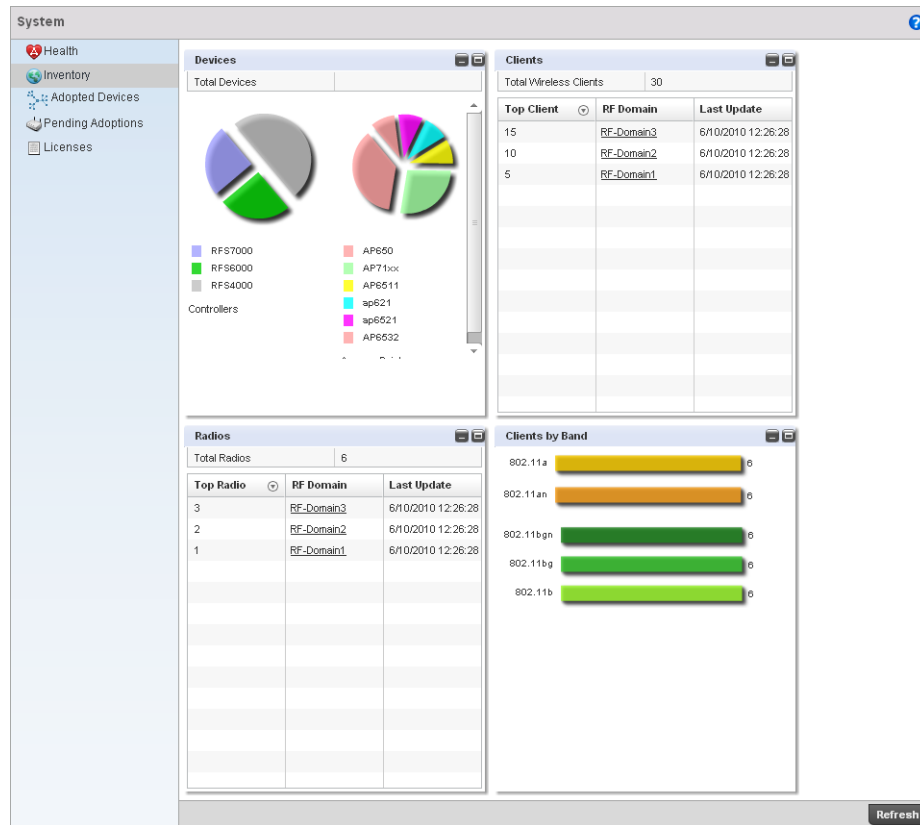 System
Health
Inventory
Adopted Devices
Pending Adoptions
Licenses
Devices
Total Devices
RFS7000
RFS6000
RFS4000
Controllers
AP650
AP71xx
AP6511
ap621
ap6521
AP6532
Clients
Total Wireless Clients 30
Top Client RF Domain Last Update
15 RF-Domain3 6/10/2010 12:26:28
10 RF-Domain2 6/10/2010 12:26:28
5 RF-Domain1 6/10/2010 12:26:28
Radios
Total Radios 6
Top Radio RF Domain Last Update
3 RF-Domain3 6/10/2010 12:26:28
2 RF-Domain2 6/10/2010 12:26:28
1 RF-Domain1 6/10/2010 12:26:28
Clients by Band
802.11a 6
802.11an 6
802.11bgn 6
802.11bg 6
802.11b 6
Refresh